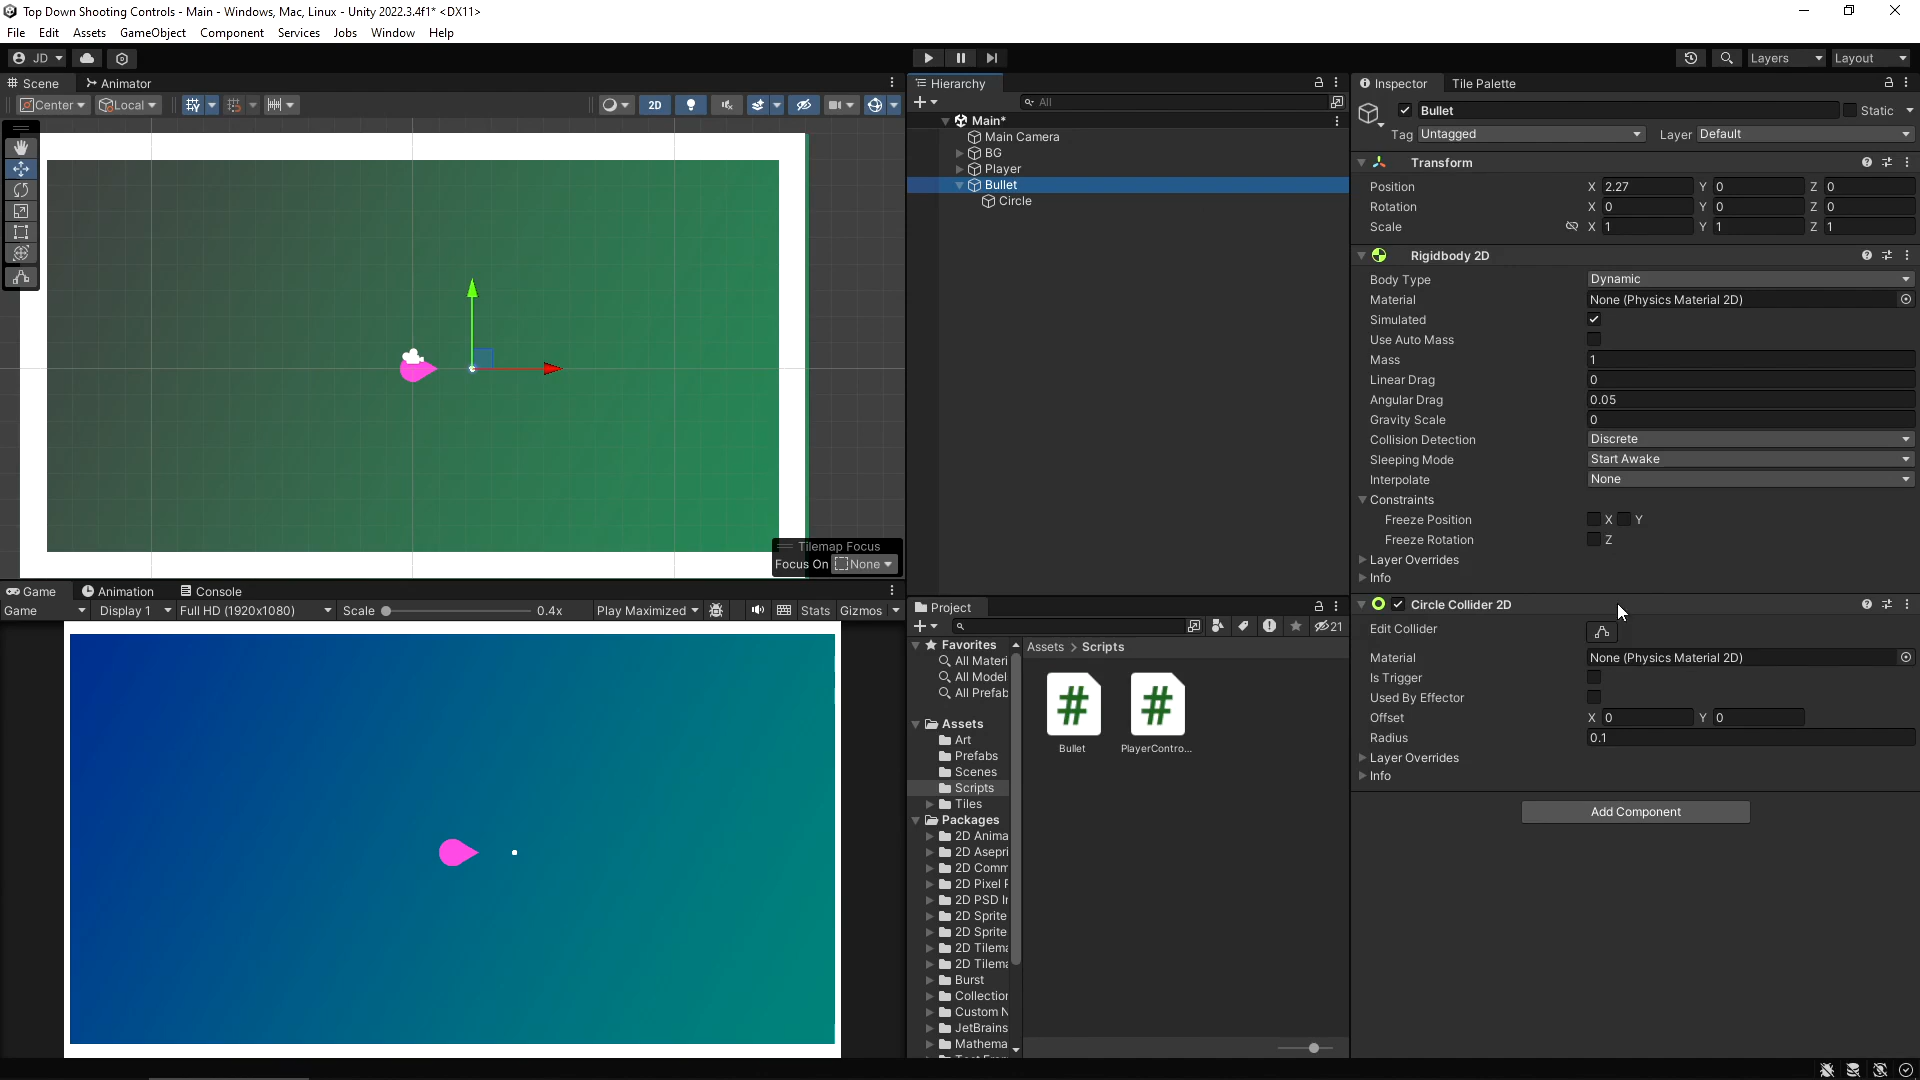 Top Down Shooting Controls - Main - Windows, Mac, Linux - Unity 2022.3.4f1* <DX11>
File Edit Assets GameObject Component Services Jobs Window Help
JD Layers Layout
Scene Animator
Center Local 2D
Tilemap Focus
Focus On None
Game Animation Console
Game Display 1 Full HD (1920x1080) Scale 0.4x Play Maximized Stats Gizmos
Hierarchy
All
Main*
Main Camera
BG
Player
Bullet
Circle
Project
21
Favorites
All Materi
All Model
All Prefab
Assets
Art
Prefabs
Scenes
Scripts
Tiles
Packages
2D Anima
2D Asepri
2D Comm
2D Pixel
2D PSD
2D Sprite
2D Sprite
2D Tilema
2D Tilema
Burst
Collection
Custom N
JetBrains
Mathema
Assets > Scripts
#
#
Bullet PlayerContro...
Inspector Tile Palette
Bullet Static
Tag Untagged Layer Default
Transform
Position X 2.27 Y 0 Z 0
Rotation X 0 Y 0 Z 0
Scale X 1 Y 1 Z 1
Rigidbody 2D
Body Type Dynamic
Material None (Physics Material 2D)
Simulated
Use Auto Mass
Mass 1
Linear Drag 0
Angular Drag 0.05
Gravity Scale 0
Collision Detection Discrete
Sleeping Mode Start Awake
Interpolate None
Constraints
Freeze Position X Y
Freeze Rotation Z
Layer Overrides
Info
Circle Collider 2D
Edit Collider
Material None (Physics Material 2D)
Is Trigger
Used By Effector
Offset X 0 Y 0
Radius 0.1
Layer Overrides
Info
Add Component